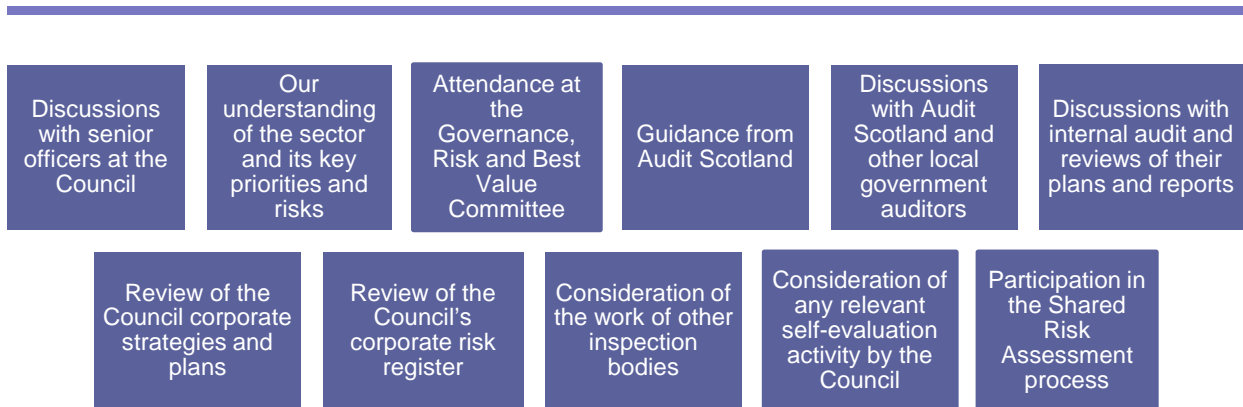 Discussions
with senior
officers at the
Council
Our
understanding
of the sector
and its key
priorities and
risks
Attendance at
the
Governance,
Risk and Best
Value
Committee
Guidance from
Audit Scotland
Discussions
with Audit
Scotland and
other local
government
auditors
Discussions with
internal audit and
reviews of their
plans and reports
Review of the
Council corporate
strategies and
plans
Review of the
Council’s
corporate risk
register
Consideration of
the work of other
inspection
bodies
Consideration of
any relevant
self-evaluation
activity by the
Council
Participation in
the Shared
Risk
Assessment
process